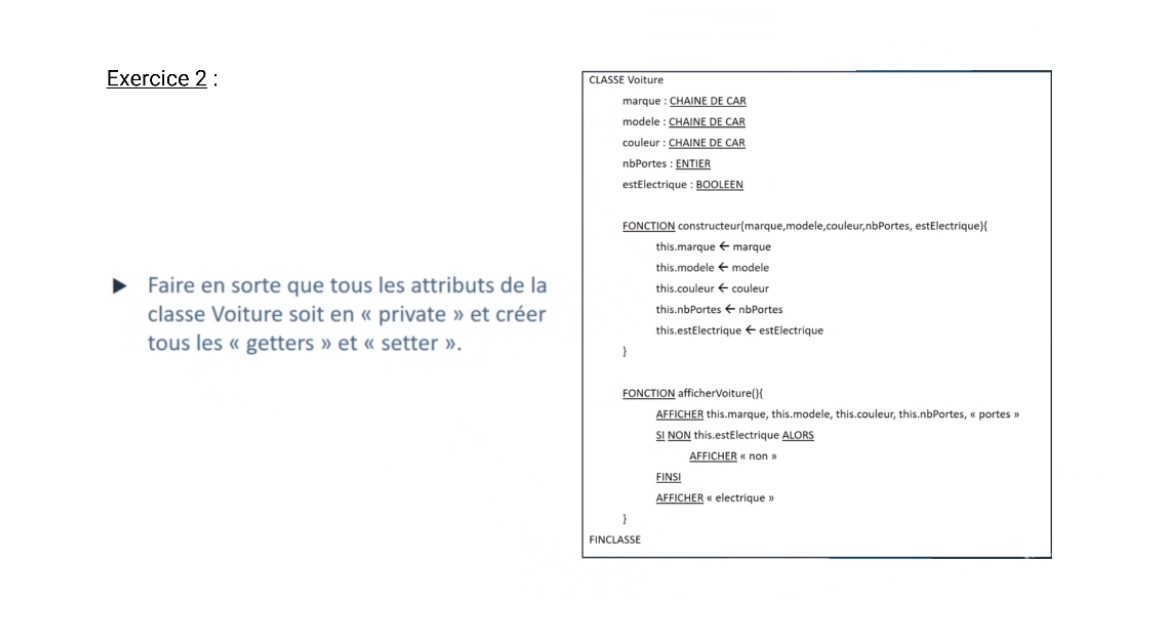 Exercice 2 :
Faire en sorte que tous les attributs de la
classe Voiture soit en « private » et créer
tous les « getters » et « setter ».
CLASSE Voiture
marque : CHAINE DE CAR
modele : CHAINE DE CAR
couleur : CHAINE DE CAR
nbPortes : ENTIER
estElectrique : BOOLEEN
FONCTION constructeur(marque,modele,couleur,nbPortes, estElectrique){
this.marque ← marque
this.modele ← modele
this.couleur ← couleur
this.nbPortes ← nbPortes
this.estElectrique ← estElectrique
}
FONCTION afficherVoiture(){
AFFICHER this.marque, this.modele, this.couleur, this.nbPortes, « portes »
SI NON this.estElectrique ALORS
AFFICHER « non »
FINSI
AFFICHER « electrique »
}
FINCLASSE